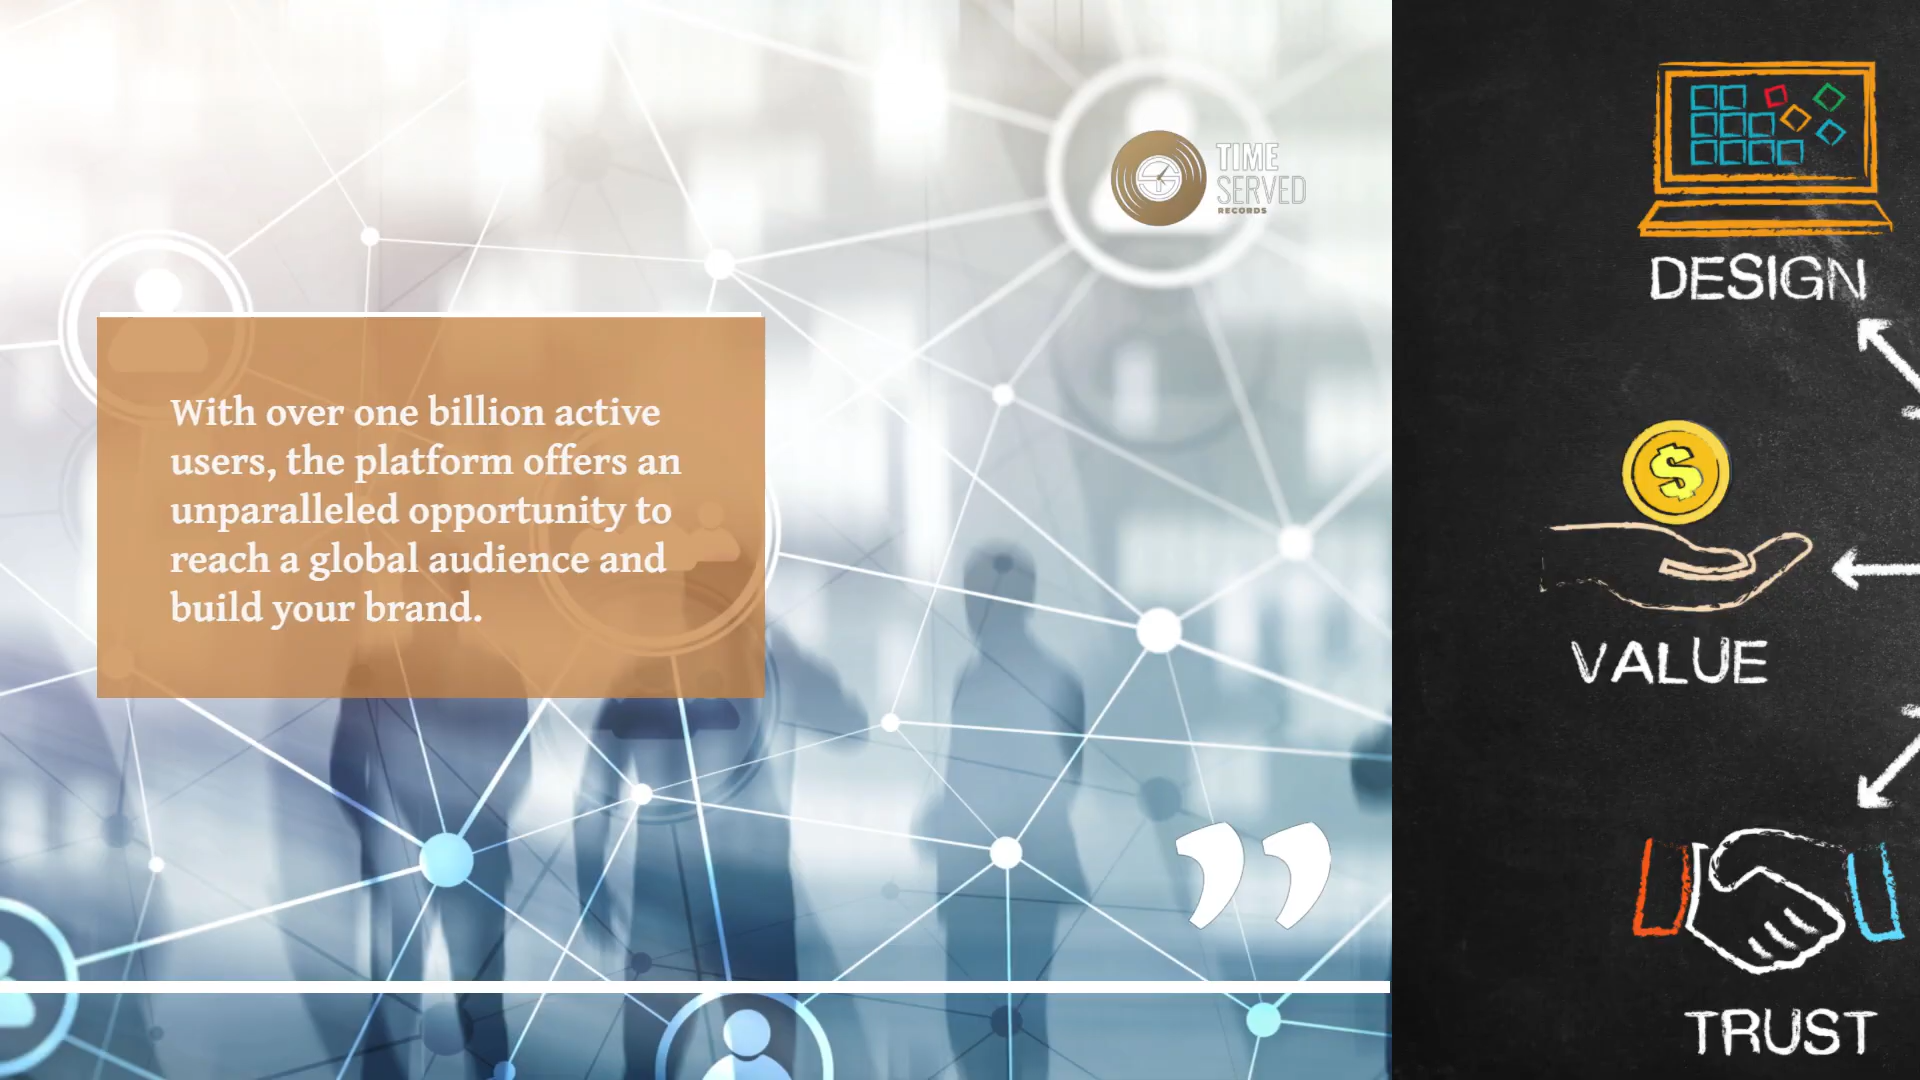 TIME
SERVED
RECORDS
With over one billion active
users, the platform offers an
unparalleled opportunity to
reach a global audience and
build your brand.
”
DESIGN
$
VALUE
TRUST